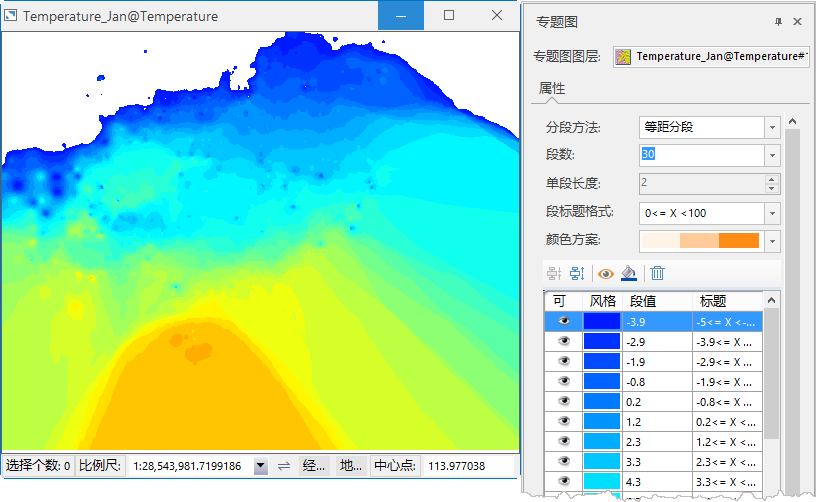 Temperature_Jan@Temperature
选择个数: 0 比例尺: 1:28,543,981.7199186 经... 地... 中心点: 113.977038
专题图
专题图图层: Temperature_Jan@Temperature#
属性
分段方法: 等距分段
段数: 30
单段长度: 2
段标题格式: 0<= X <100
颜色方案:
可 风格 段值 标题
-3.9 -5<= X <-...
-2.9 -3.9<= X ...
-1.9 -2.9<= X ...
-0.8 -1.9<= X ...
0.2 -0.8<= X ...
1.2 0.2<= X ...
2.3 1.2<= X ...
3.3 2.3<= X ...
4.3 3.3<= X ...